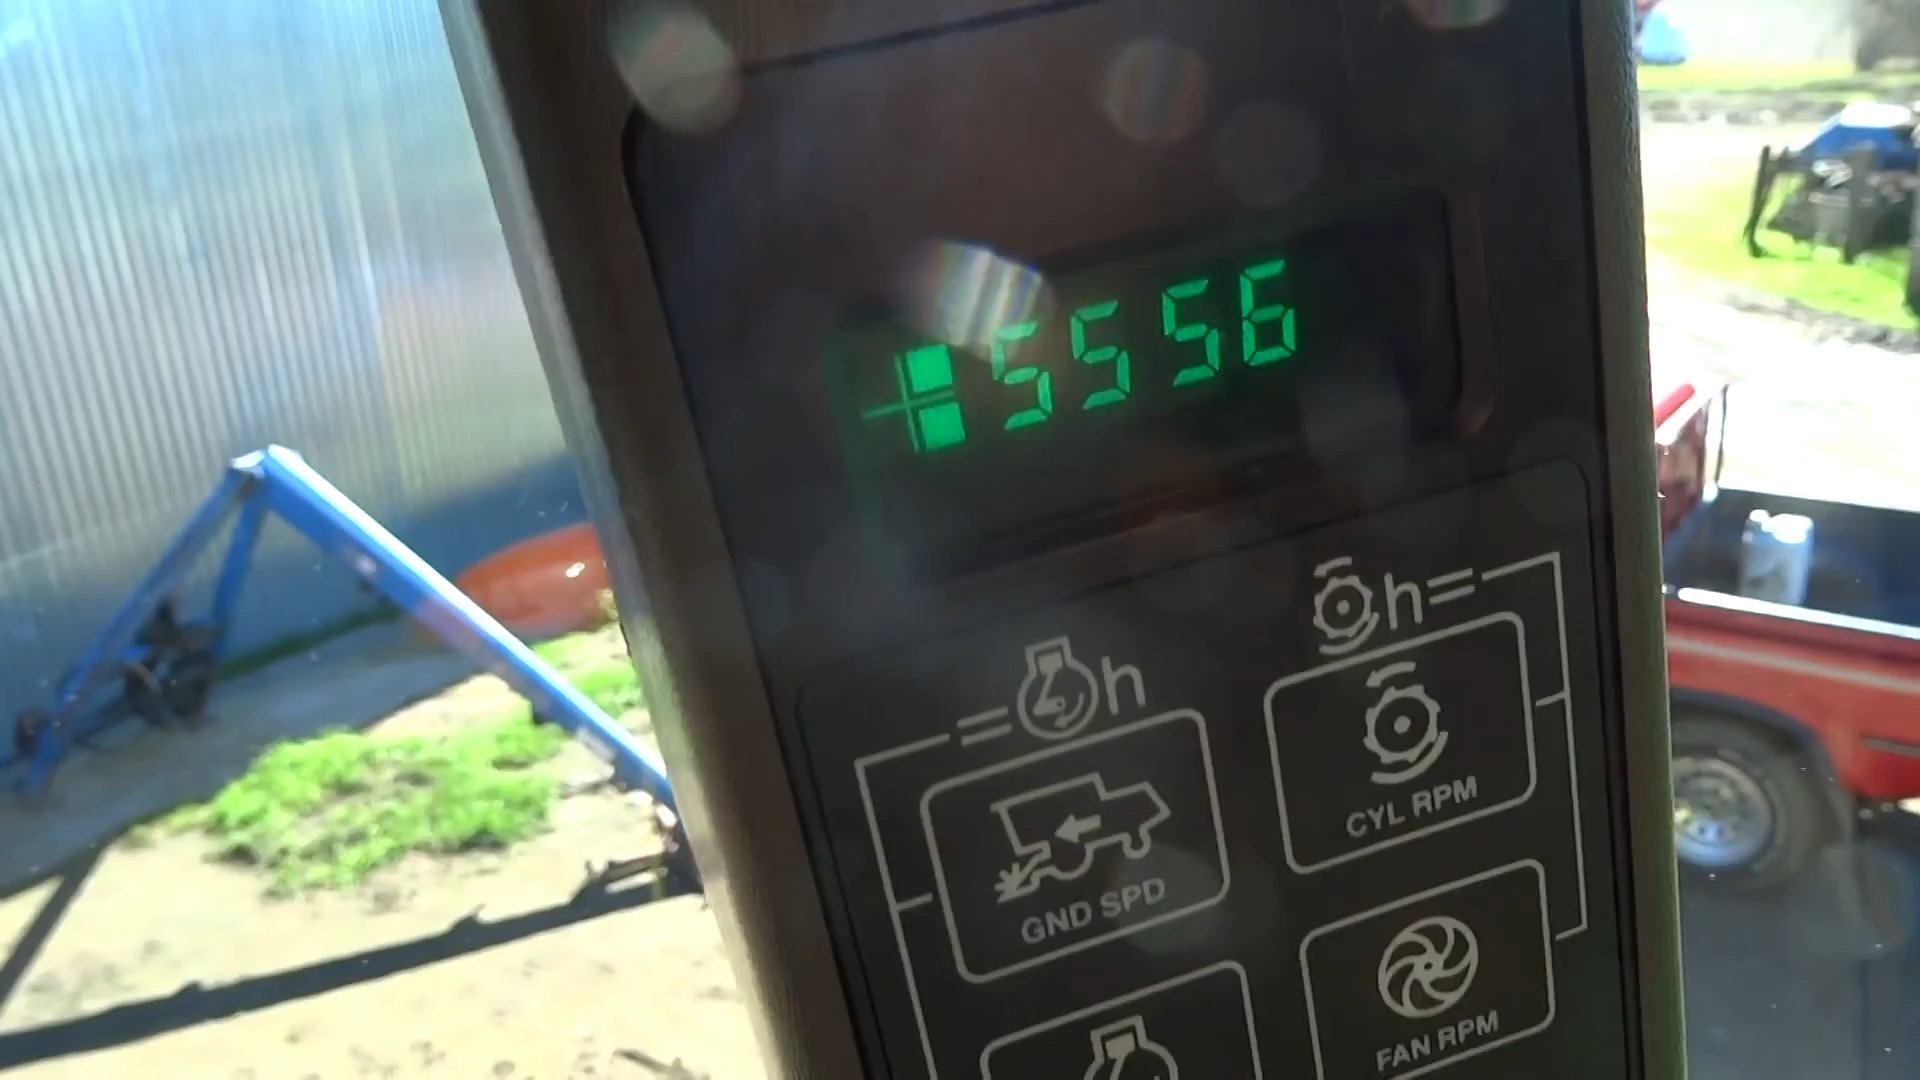 5556
h=
=h
CYL RPM
GND SPD
FAN RPM